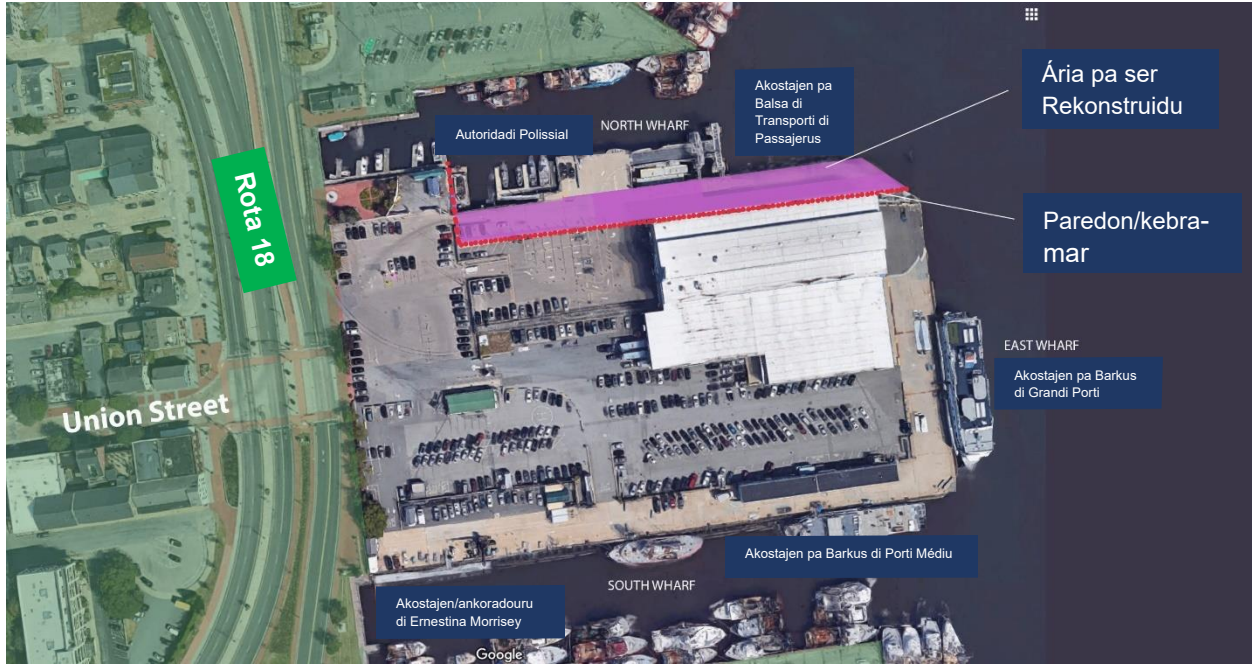 Ária pa ser
Rekonstruidu
Akostajen pa
Balsa di
Transporti di
Passajerus
Autoridadi Polissial
NORTH WHARF
Rota 18
Paredon/kebra-
mar
EAST WHARF
Akostajen pa Barkus
di Grandi Porti
Union Street
Akostajen pa Barkus di Porti Médiu
SOUTH WHARF
Akostajen/ankoradouru
di Ernestina Morrisey
Google